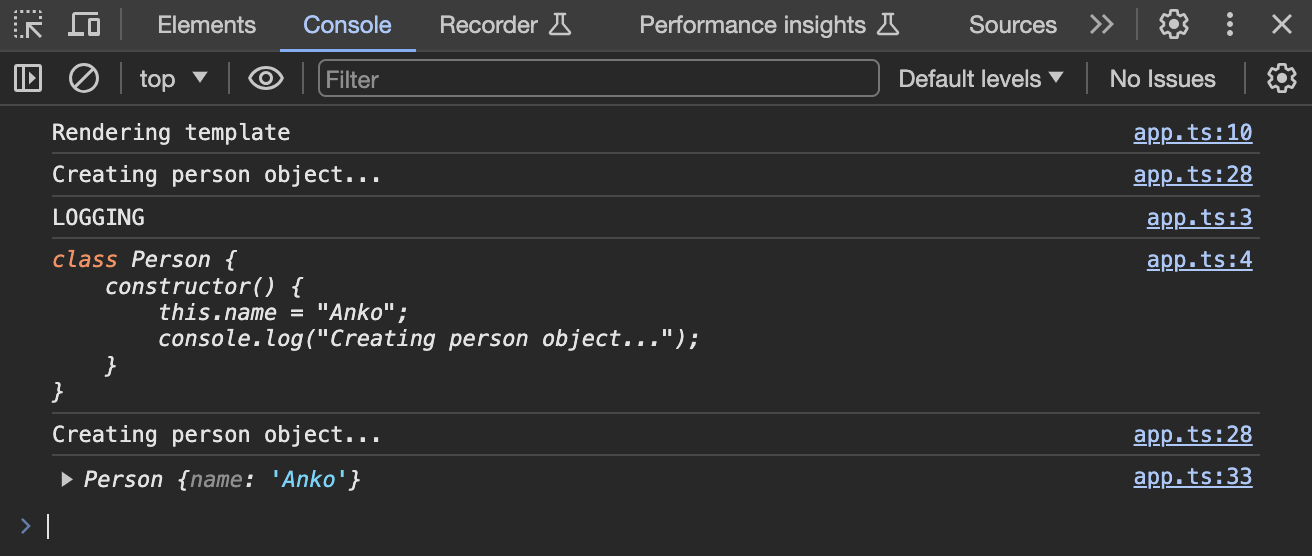 Elements Console Recorder Performance insights Sources
top Filter Default levels No Issues
Rendering template app.ts:10
Creating person object... app.ts:28
LOGGING app.ts:3
class Person { app.ts:4
    constructor() {
        this.name = "Anko";
        console.log("Creating person object...");
    }
}
Creating person object... app.ts:28
Person {name: 'Anko'} app.ts:33